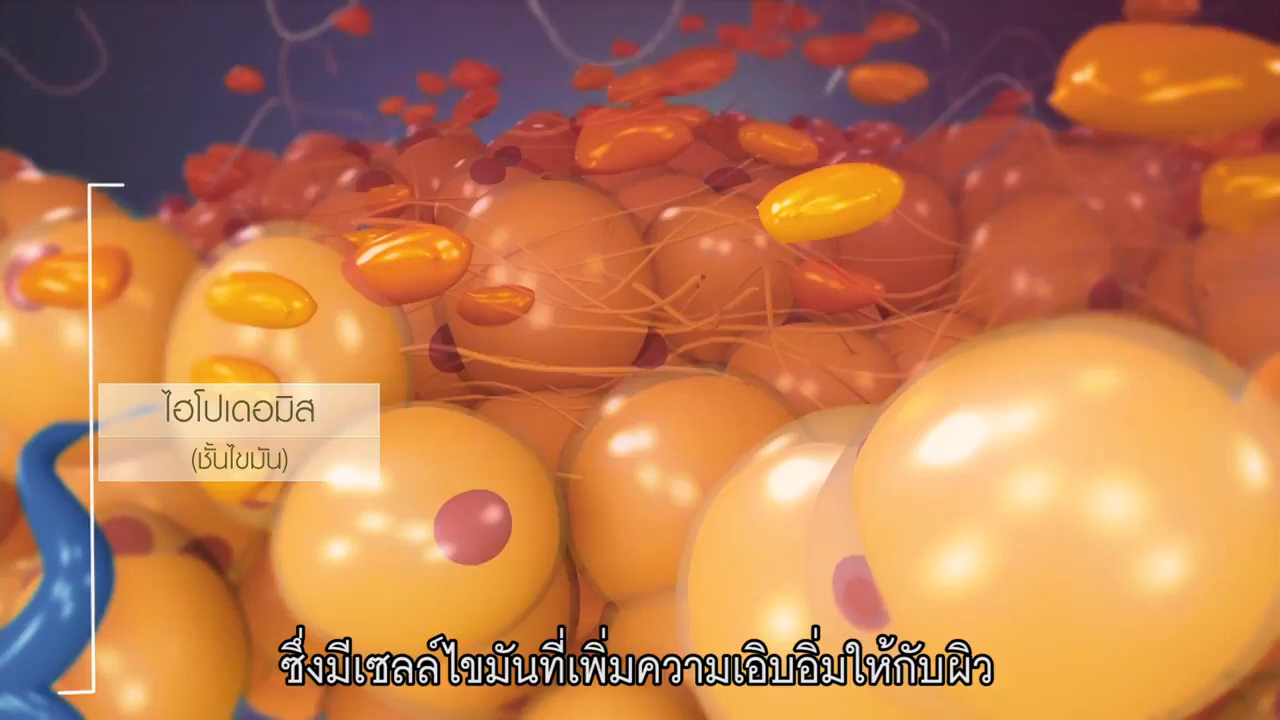 ไฮโปเดอมิส
(ชั้นไขมัน)
ซึ่งมีเซลล์ไขมันที่เพิ่มความเอิบอิ่มให้กับผิว